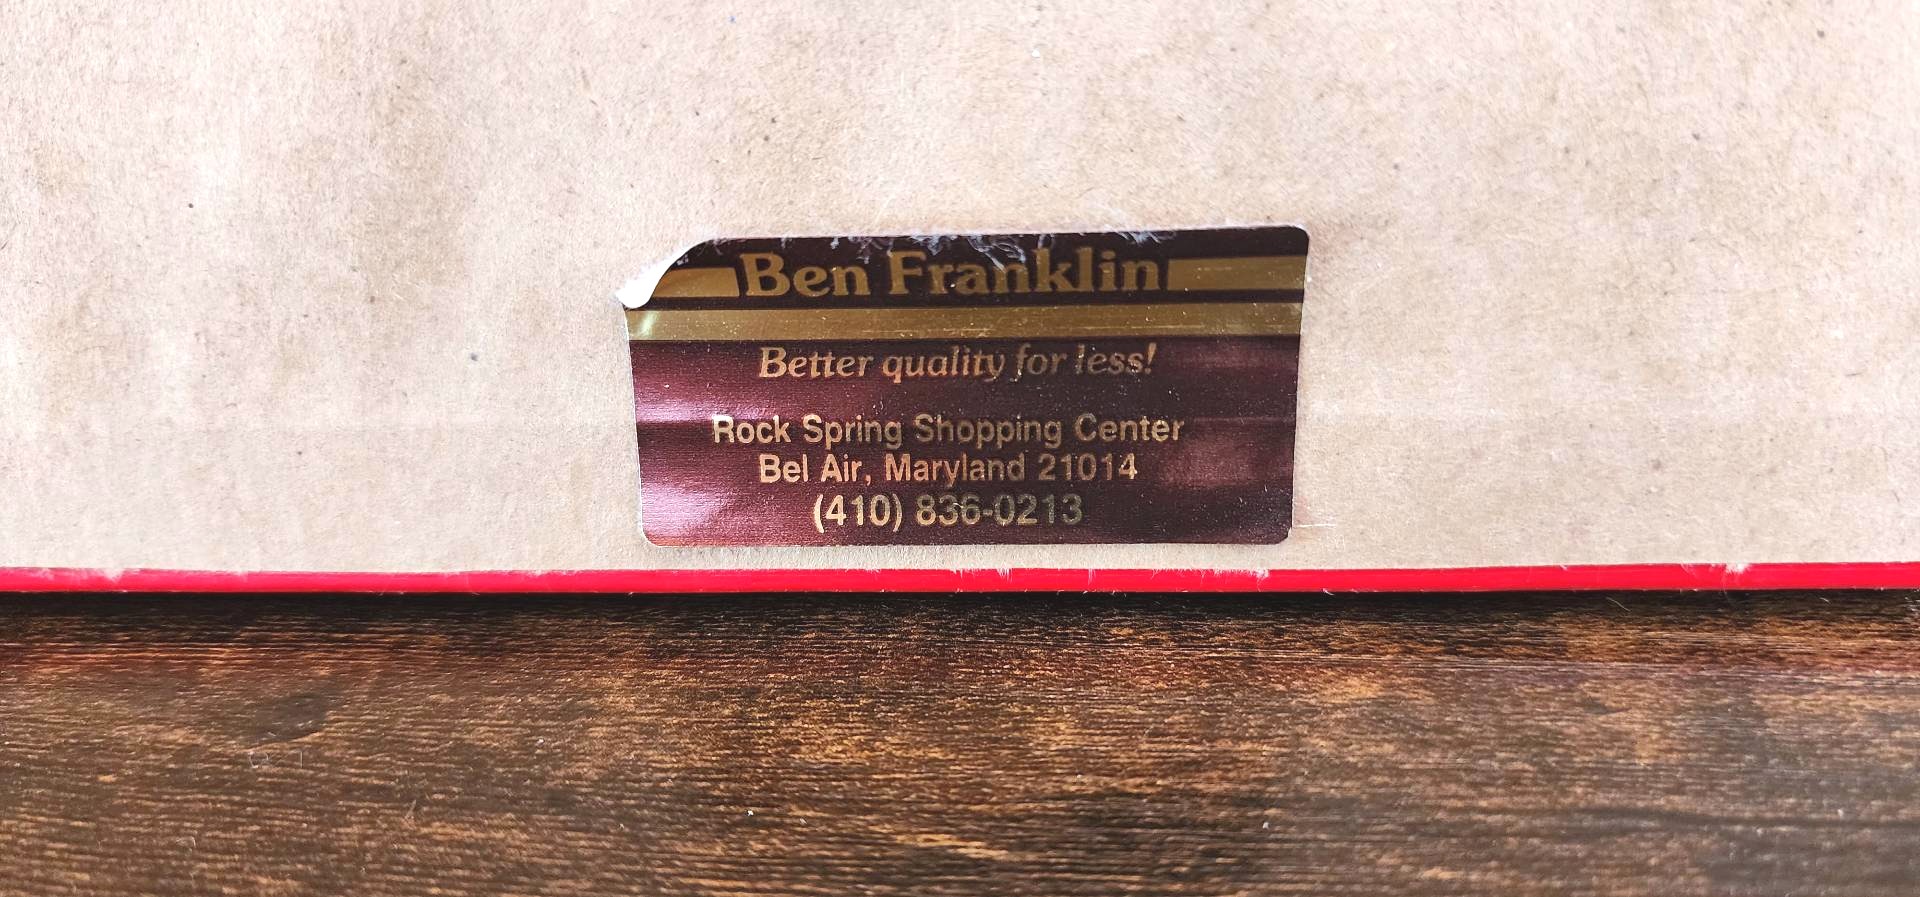 Ben Franklin
Better quality for less!
Rock Spring Shopping Center
Bel Air, Maryland 21014
(410) 836-0213